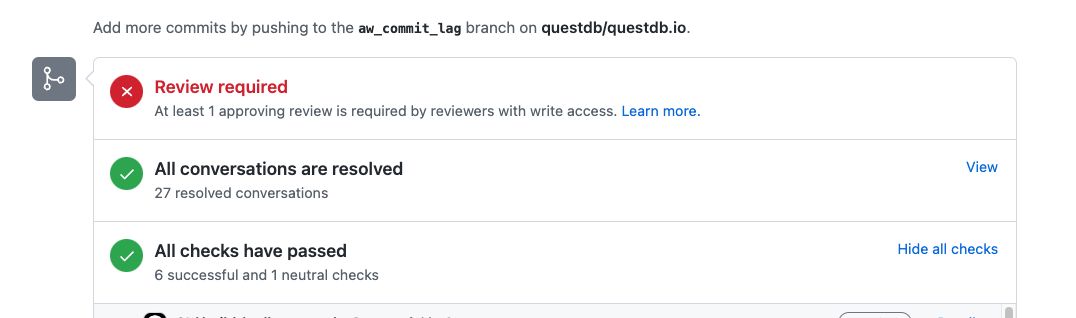 Add more commits by pushing to the aw_commit_lag branch on questdb/questdb.io.
Review required
At least 1 approving review is required by reviewers with write access. Learn more.
All conversations are resolved
View
27 resolved conversations
All checks have passed
Hide all checks
6 successful and 1 neutral checks